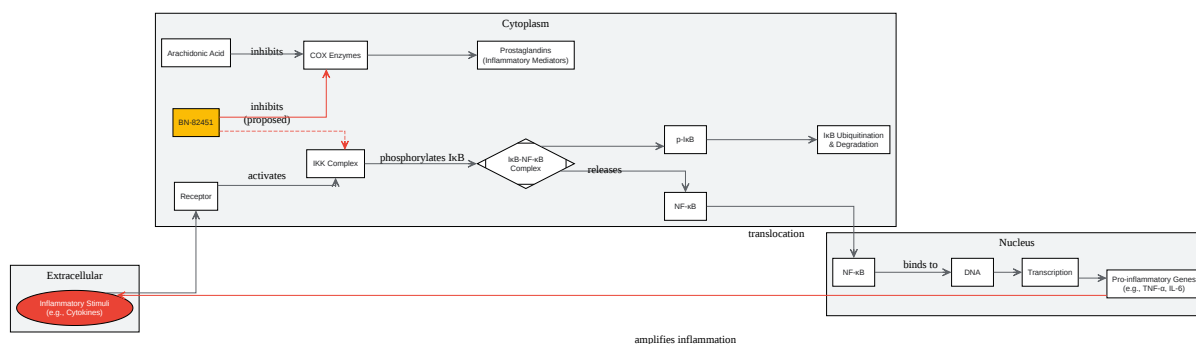 Cytoplasm
Arachidonic Acid
inhibits
COX Enzymes
Prostaglandins
(Inflammatory Mediators)
BN-82451
inhibits
(proposed)
IKK Complex
phosphorylates IκB
IκB-NF-κB
Complex
p-IκB
IκB Ubiquitination
& Degradation
activates
releases
Receptor
NF-κB
translocation
Nucleus
NF-κB
binds to
DNA
Transcription
Pro-inflammatory Genes
(e.g., TNF-α, IL-6)
Extracellular
Inflammatory Stimuli
(e.g., Cytokines)
amplifies inflammation